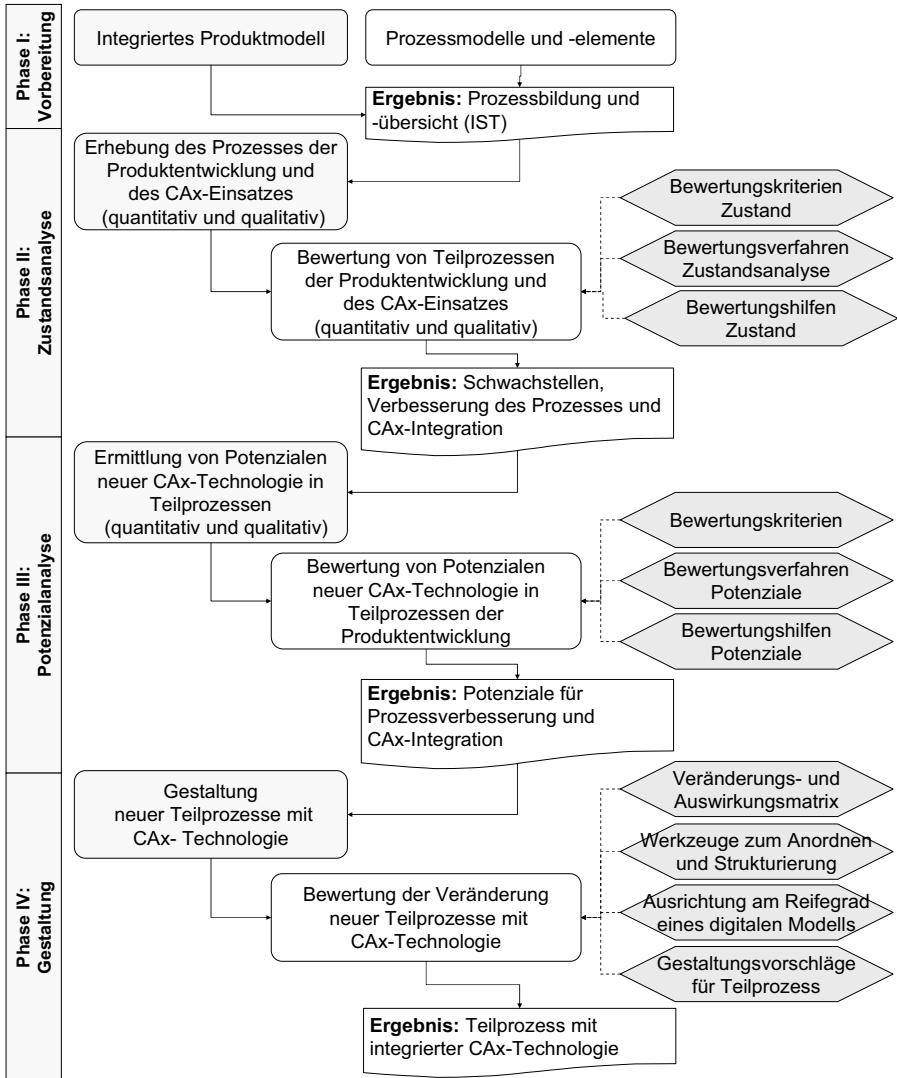 Phase I:
Vorbereitung
Integriertes Produktmodell
Prozessmodelle und -elemente
Ergebnis: Prozessbildung und
-übersicht (IST)
Phase II:
Zustandsanalyse
Erhebung des Prozesses der
Produktentwicklung und
des CAx-Einsatzes
(quantitativ und qualitativ)
Bewertung von Teilprozessen
der Produktentwicklung und
des CAx-Einsatzes
(quantitativ und qualitativ)
Bewertungskriterien
Zustand
Bewertungsverfahren
Zustandsanalyse
Bewertungshilfen
Zustand
Ergebnis: Schwachstellen,
Verbesserung des Prozesses und
CAx-Integration
Phase III:
Potenzialanalyse
Ermittlung von Potenzialen
neuer CAx-Technologie in
Teilprozessen
(quantitativ und qualitativ)
Bewertung von Potenzialen
neuer CAx-Technologie in
Teilprozessen der
Produktentwicklung
Bewertungskriterien
Bewertungsverfahren
Potenziale
Bewertungshilfen
Potenziale
Ergebnis: Potenziale für
Prozessverbesserung und
CAx-Integration
Phase IV:
Gestaltung
Gestaltung
neuer Teilprozesse mit
CAx- Technologie
Bewertung der Veränderung
neuer Teilprozesse mit
CAx-Technologie
Veränderungs- und
Auswirkungsmatrix
Werkzeuge zum Anordnen
und Strukturierung
Ausrichtung am Reifegrad
eines digitalen Modells
Gestaltungsvorschläge
für Teilprozess
Ergebnis: Teilprozess mit
integrierter CAx-Technologie